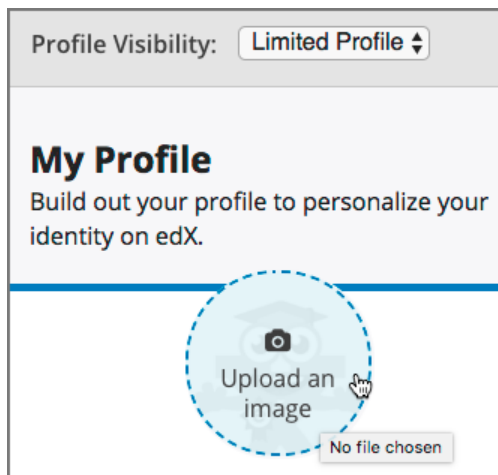 Profile Visibility: Limited Profile
My Profile
Build out your profile to personalize your
identity on edX.
Upload an
image
No file chosen